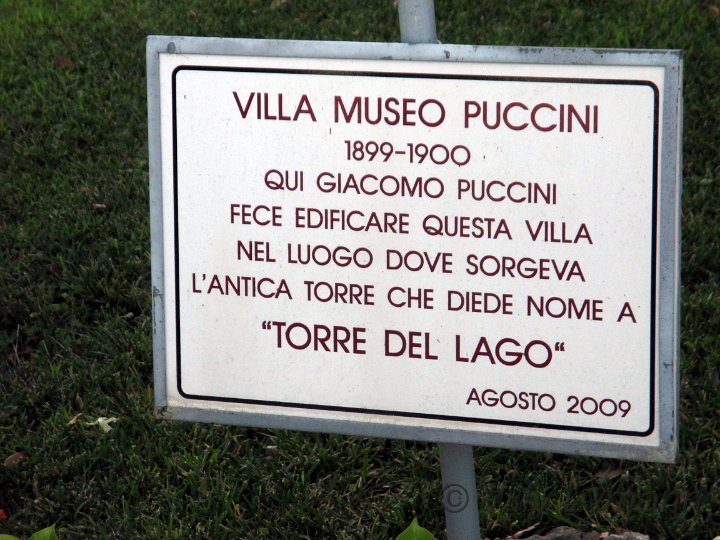 VILLA MUSEO PUCCINI
1899-1900
QUI GIACOMO PUCCINI
FECE EDIFICARE QUESTA VILLA
NEL LUOGO DOVE SORGEVA
L'ANTICA TORRE CHE DIEDE NOME A
“TORRE DEL LAGO“
AGOSTO 2009
©